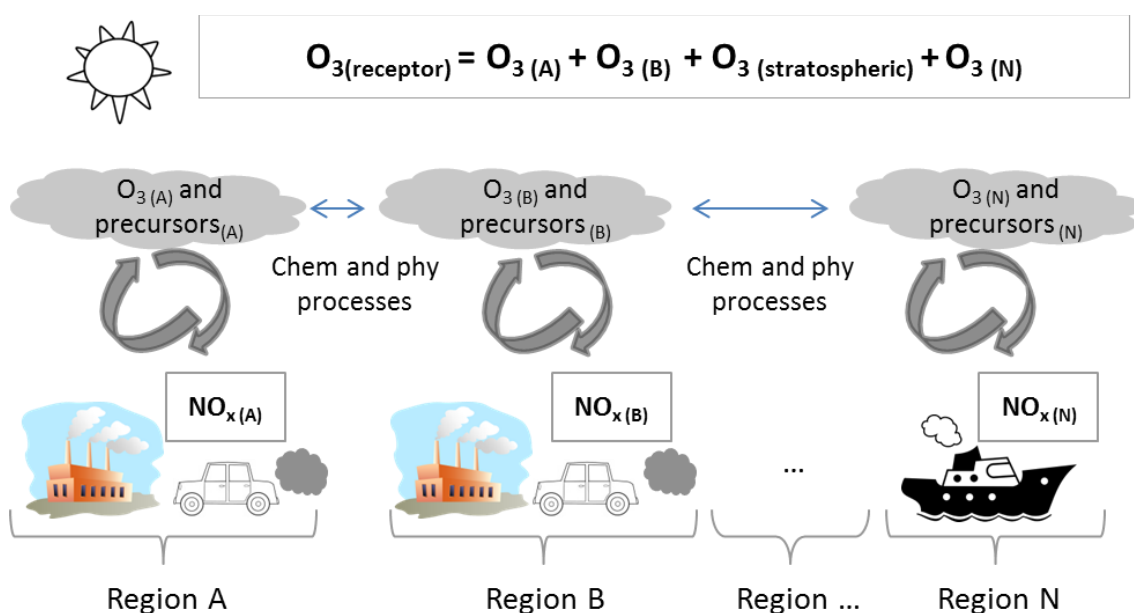 O3(receptor) = O3 (A) + O3 (B) + O3 (stratospheric) + O3 (N)
O3 (A) and
precursors(A)
O3 (B) and
precursors (B)
O3 (N) and
precursors (N)
Chem and phy
processes
Chem and phy
processes
NOx (A)
NOx (B)
NOx (N)
...
Region A
Region B
Region ...
Region N